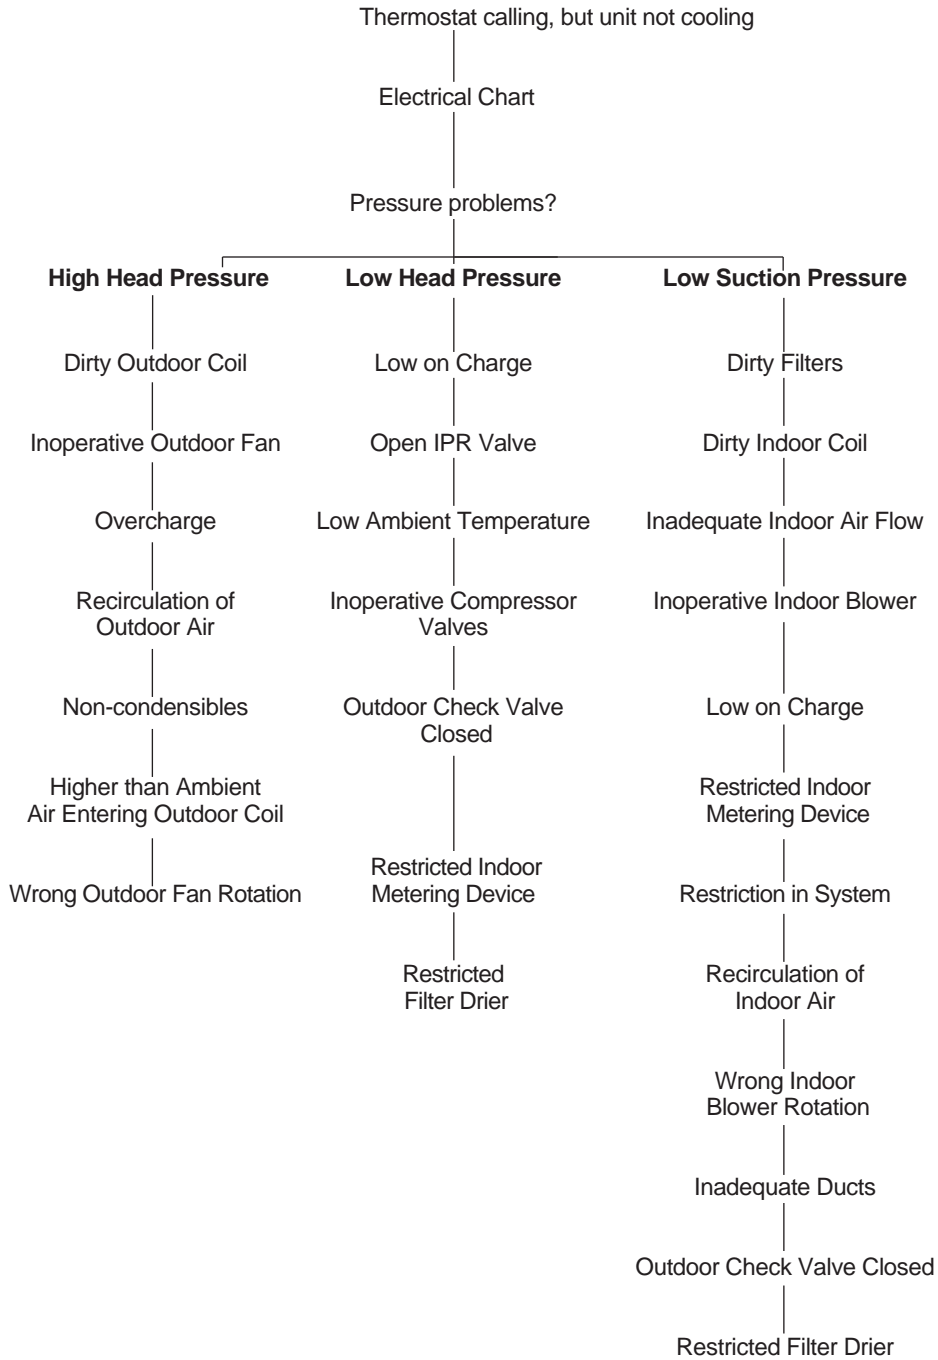 Thermostat calling, but unit not cooling
Electrical Chart
Pressure problems?
High Head Pressure
Dirty Outdoor Coil
Inoperative Outdoor Fan
Overcharge
Recirculation of
Outdoor Air
Non-condensibles
Higher than Ambient
Air Entering Outdoor Coil
Wrong Outdoor Fan Rotation
Low Head Pressure
Low on Charge
Open IPR Valve
Low Ambient Temperature
Inoperative Compressor
Valves
Outdoor Check Valve
Closed
Restricted Indoor
Metering Device
Restricted
Filter Drier
Low Suction Pressure
Dirty Filters
Dirty Indoor Coil
Inadequate Indoor Air Flow
Inoperative Indoor Blower
Low on Charge
Restricted Indoor
Metering Device
Restriction in System
Recirculation of
Indoor Air
Wrong Indoor
Blower Rotation
Inadequate Ducts
Outdoor Check Valve Closed
Restricted Filter Drier